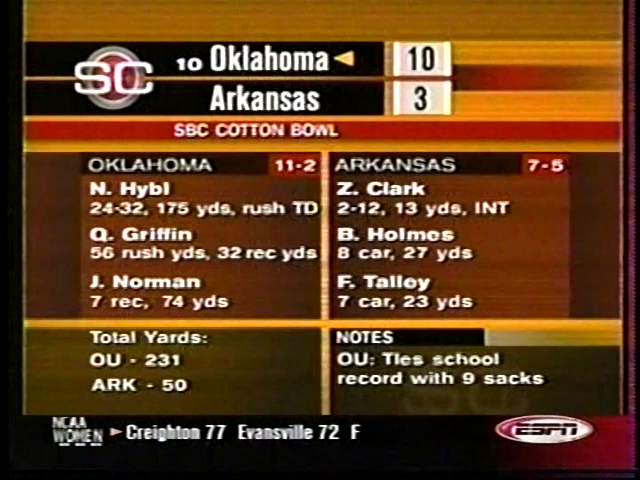 SC
10 Oklahoma 10
Arkansas 3
SBC COTTON BOWL
OKLAHOMA 11-2
N. Hybl
24-32, 175 yds, rush TD
Q. Griffin
56 rush yds, 32 rec yds
J. Norman
7 rec, 74 yds
ARKANSAS 7-5
Z. Clark
2-12, 13 yds, INT
B. Holmes
8 car, 27 yds
F. Talley
7 car, 23 yds
Total Yards:
OU - 231
ARK - 50
NOTES
OU: Ties school
record with 9 sacks
NCAA
WOMEN
Creighton 77 Evansville 72 F
ESPN